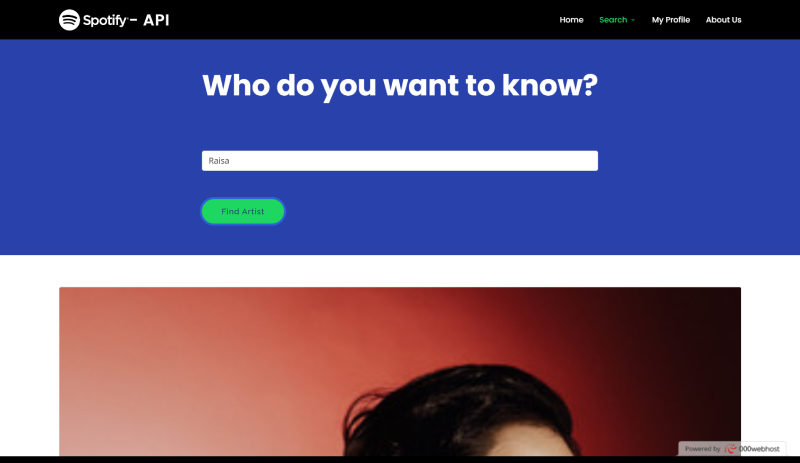 Spotify - API
Home Search My Profile About Us
Who do you want to know?
Raisa
Find Artist
Powered by 000webhost